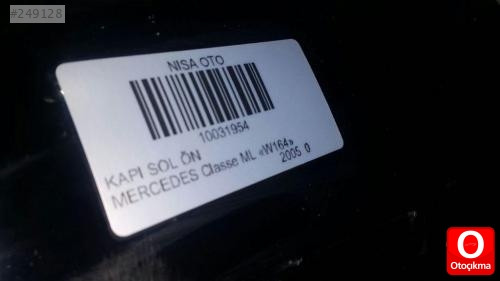 #249128
NISA OTO
10031954
KAPI SOL ÖN
MERCEDES Classe ML «W164» 2005 0
O
Otoçıkma